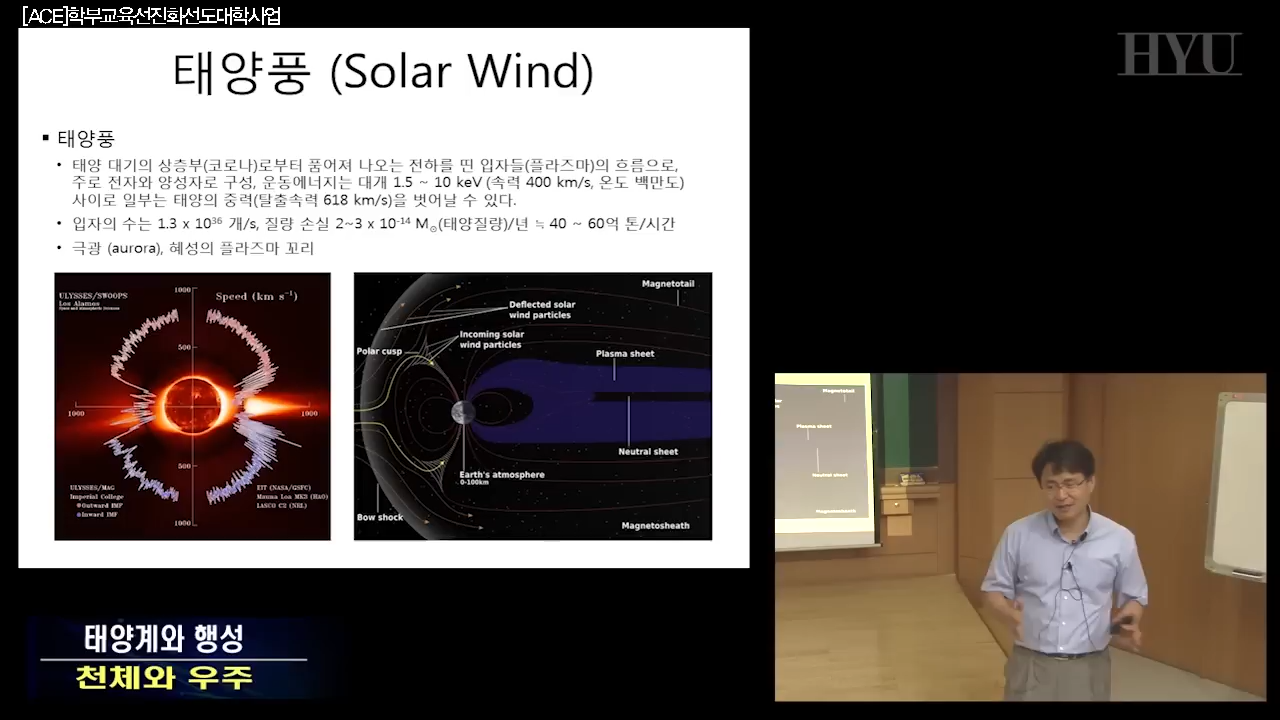 [ACE]학부교육선진화선도대학사업
HYU
태양풍 (Solar Wind)
▪ 태양풍
• 태양 대기의 상층부(코로나)로부터 품어져 나오는 전하를 띤 입자들(플라즈마)의 흐름으로,
주로 전자와 양성자로 구성, 운동에너지는 대개 1.5 ~ 10 keV (속력 400 km/s, 온도 백만도)
사이로 일부는 태양의 중력(탈출속력 618 km/s)을 벗어날 수 있다.
• 입자의 수는 1.3 x 10³⁶ 개/s, 질량 손실 2~3 x 10⁻¹⁴ M☉(태양질량)/년 ≒ 40 ~ 60억 톤/시간
• 극광 (aurora), 혜성의 플라즈마 꼬리
ULYSSES/SWOOPS
Los Alamos
Space and Atmospheric Sciences
1000
Speed (km s⁻¹)
500
1000
1000
500
1000
ULYSSES/MAG
Imperial College
Outward IMF
Inward IMF
EIT (NASA/GSFC)
Mauna Loa MK3 (HAO)
LASCO C2 (NRL)
Magnetotail
Deflected solar
wind particles
Incoming solar
wind particles
Polar cusp
Plasma sheet
Neutral sheet
Earth's atmosphere
0-100km
Bow shock
Magnetosheath
Magnetotail
Plasma sheet
Neutral sheet
Magnetosheath
태양계와 행성
천체와 우주